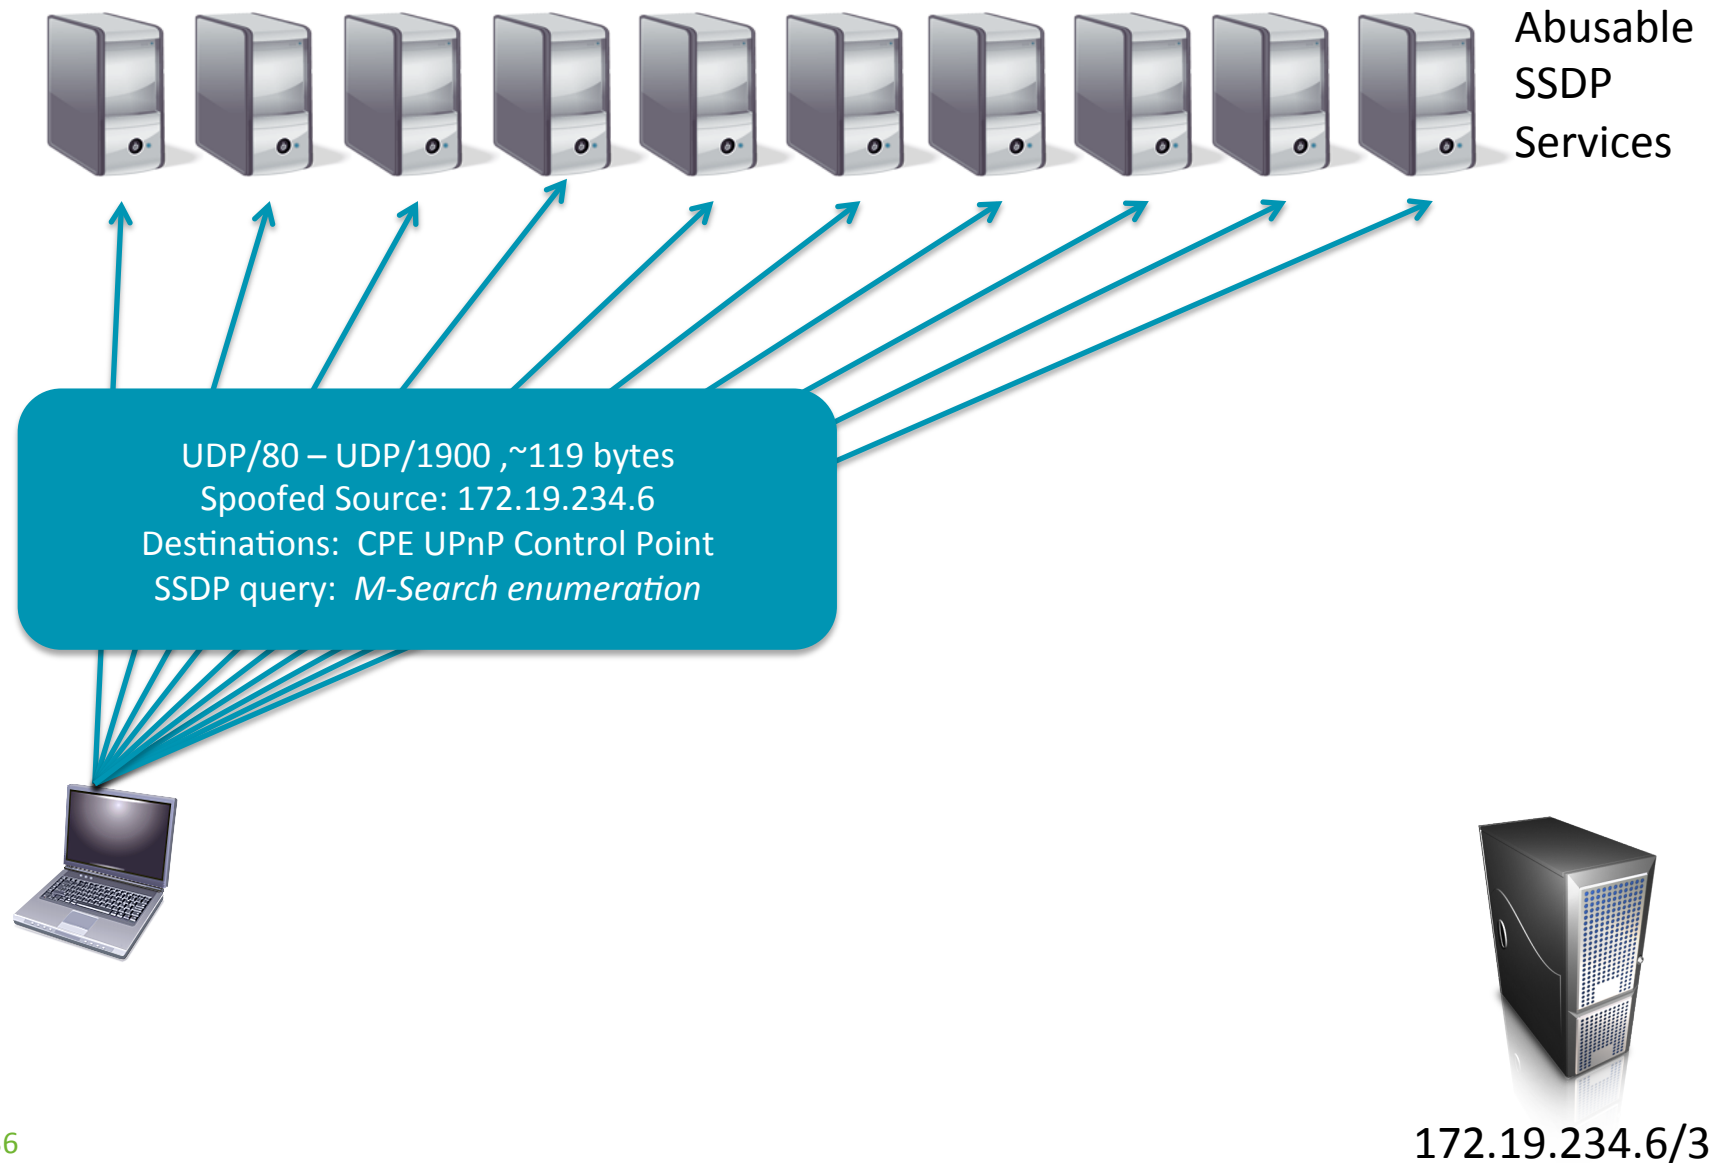 Abusable
SSDP
Services
UDP/80 – UDP/1900 ,~119 bytes
Spoofed Source: 172.19.234.6
Destinations: CPE UPnP Control Point
SSDP query: M-Search enumeration
172.19.234.6/3
6